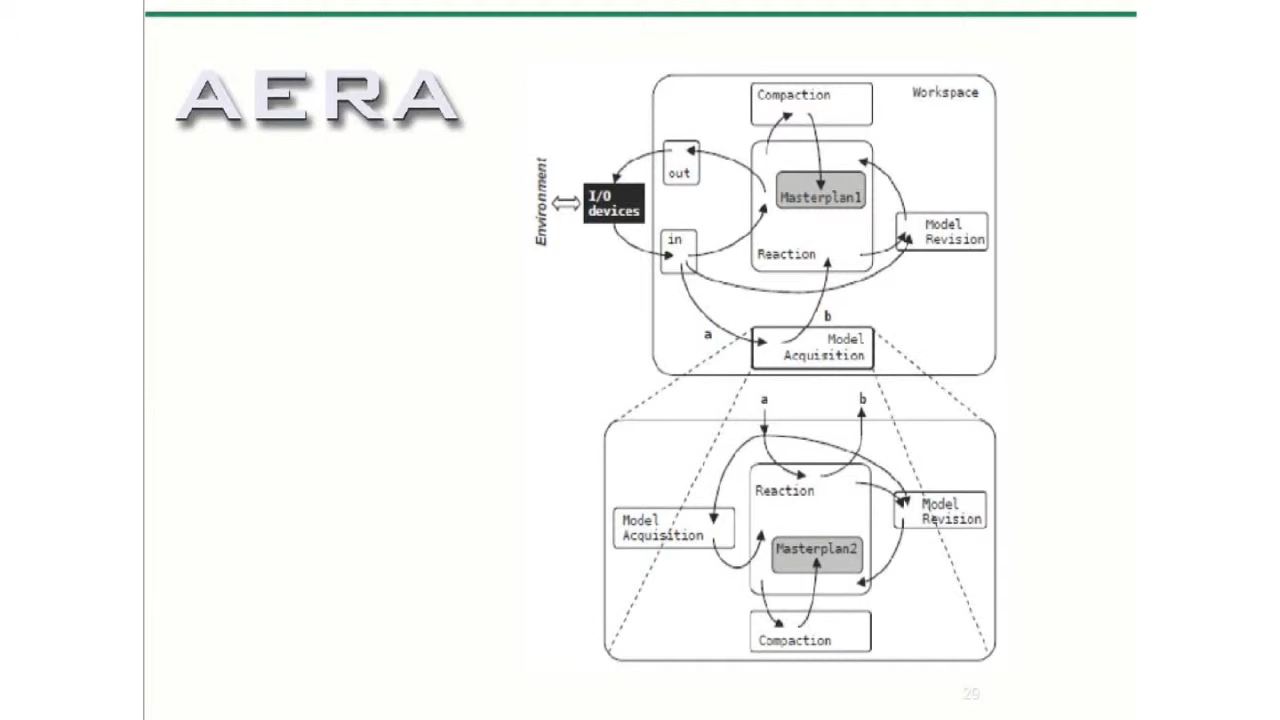 AERA
Compaction
Workspace
out
Environment
I/O
devices
Masterplan1
in
Model
Revision
Reaction
b
a
Model
Acquisition
a
b
Reaction
Model
Revision
Model
Acquisition
Masterplan2
Compaction
29